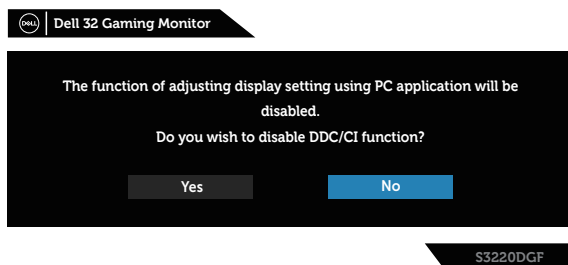 DELL
Dell 32 Gaming Monitor
The function of adjusting display setting using PC application will be
disabled.
Do you wish to disable DDC/CI function?
Yes
No
S3220DGF